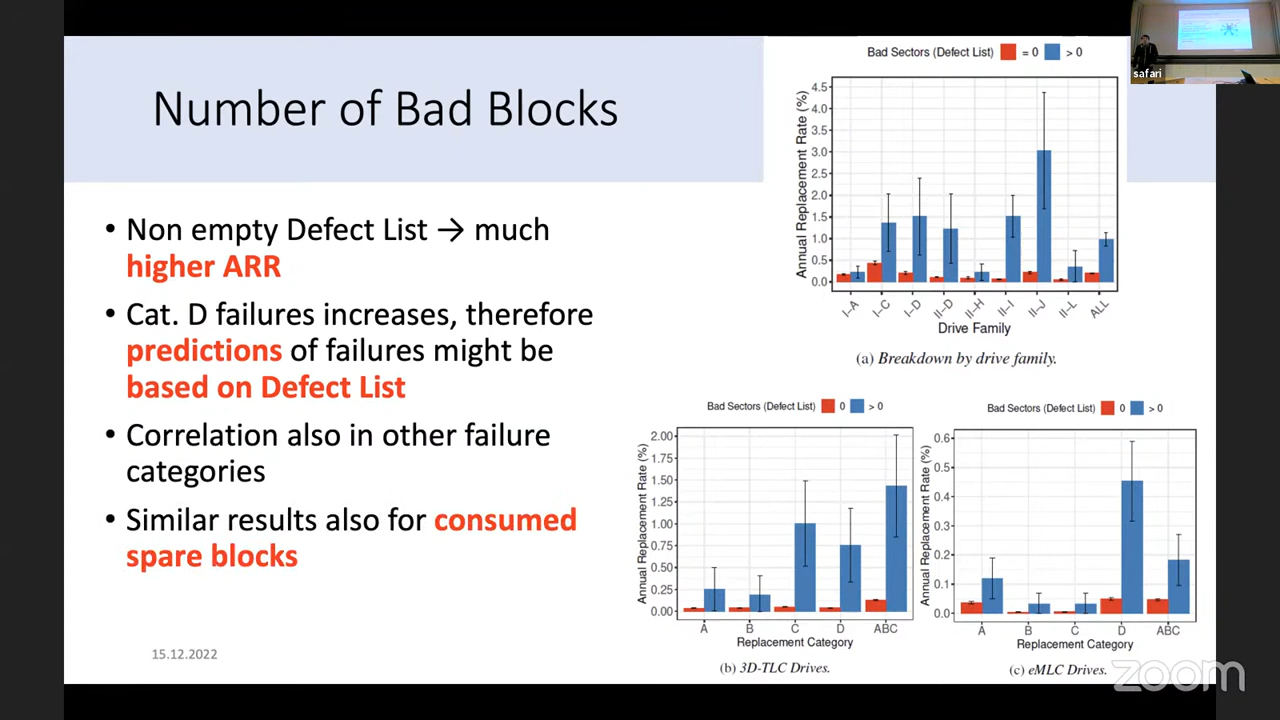 Number of Bad Blocks
• Non empty Defect List → much
higher ARR
• Cat. D failures increases, therefore
predictions of failures might be
based on Defect List
• Correlation also in other failure
categories
• Similar results also for consumed
spare blocks
15.12.2022
Bad Sectors (Defect List) = 0 > 0
Annual Replacement Rate (%)
4.5
4.0
3.5
3.0
2.5
2.0
1.5
1.0
0.5
0.0
I-A I-C I-D II-D II-H II-I II-J II-L ALL
Drive Family
(a) Breakdown by drive family.
Bad Sectors (Defect List) 0 > 0
Annual Replacement Rate (%)
2.00
1.75
1.50
1.25
1.00
0.75
0.50
0.25
0.00
A B C D ABC
Replacement Category
(b) 3D-TLC Drives.
Bad Sectors (Defect List) 0 > 0
Annual Replacement Rate (%)
0.6
0.5
0.4
0.3
0.2
0.1
0.0
A B C D ABC
Replacement Category
(c) eMLC Drives.
safari
zoom